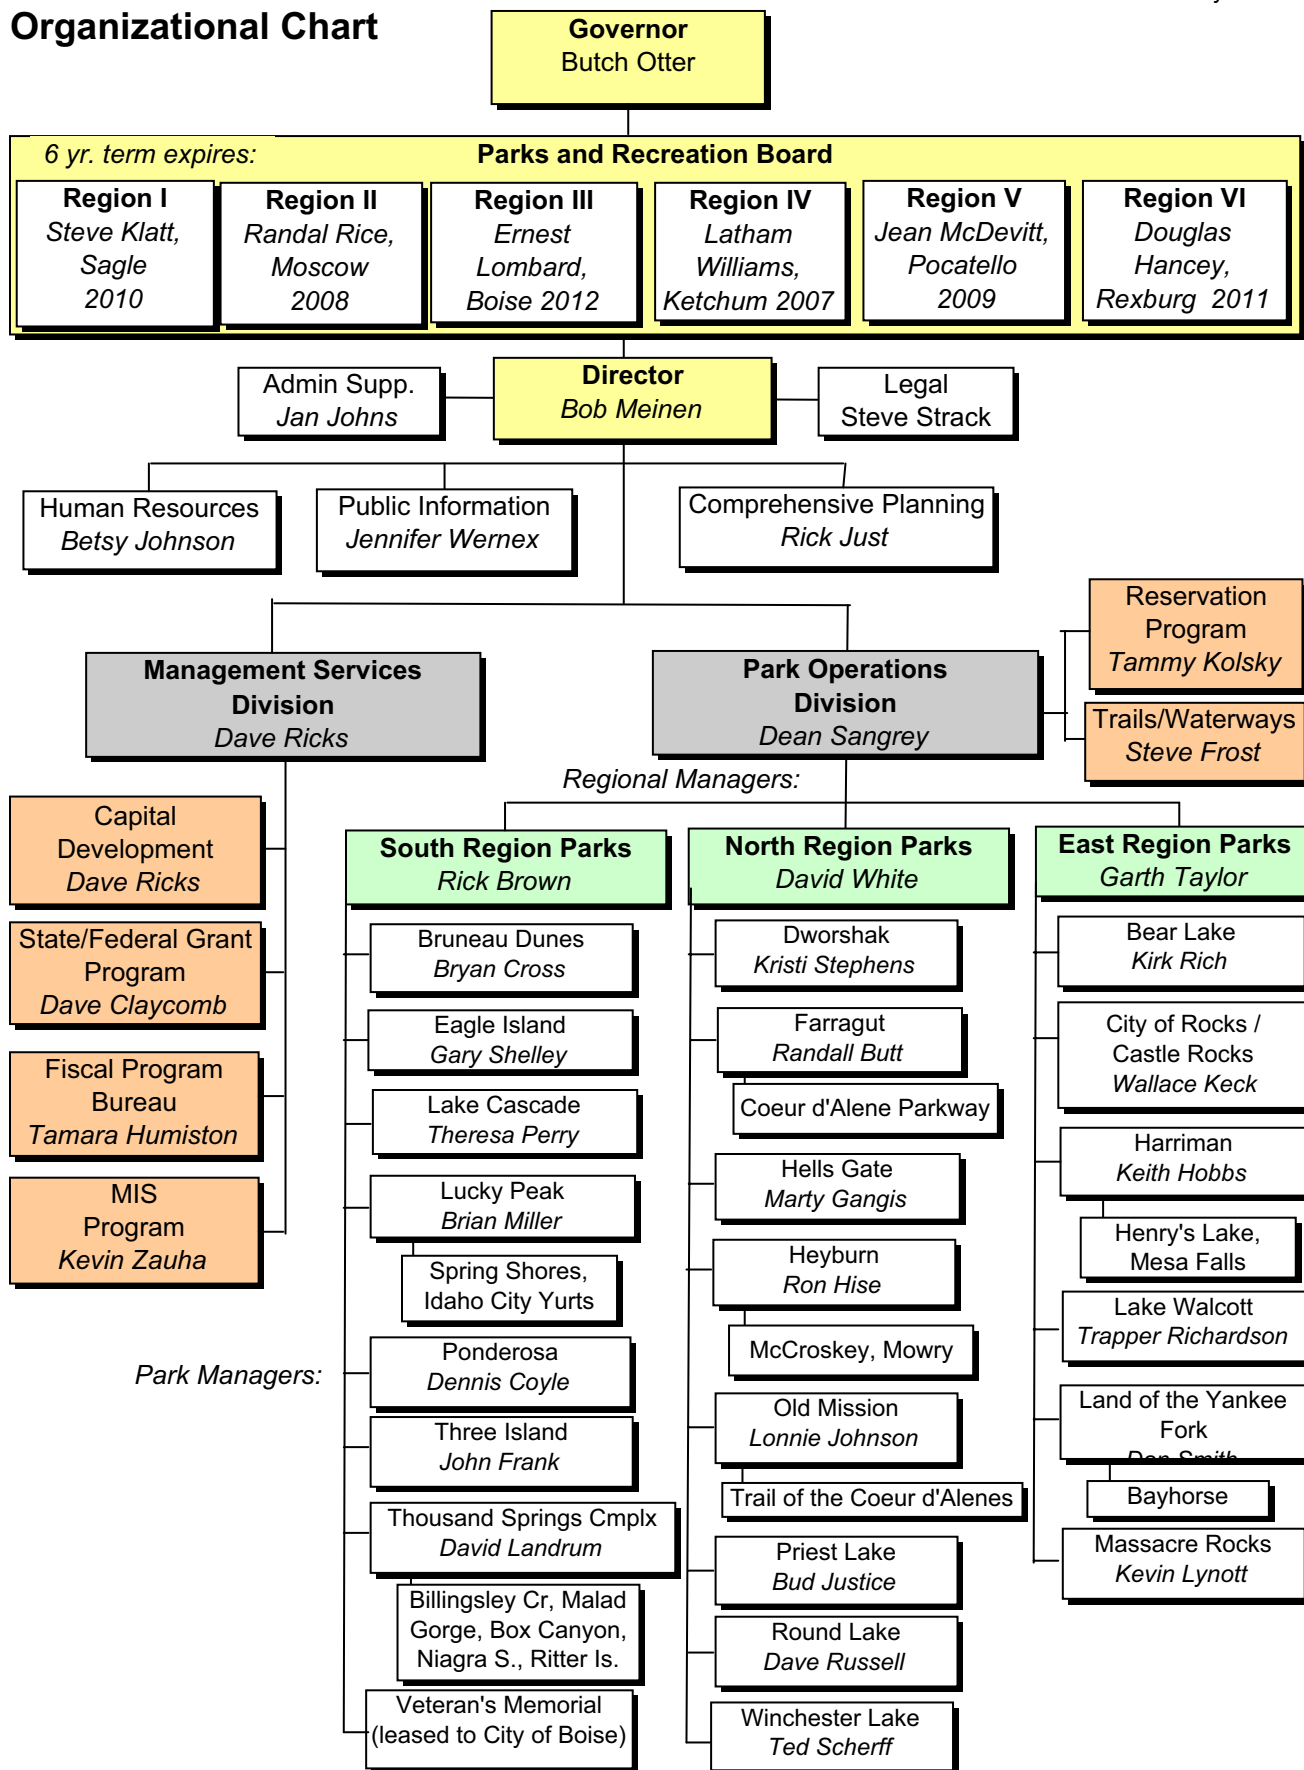 Organizational Chart
Governor
Butch Otter
6 yr. term expires:
Parks and Recreation Board
Region I
Steve Klatt,
Sagle
2010
Region II
Randal Rice,
Moscow
2008
Region III
Ernest
Lombard,
Boise 2012
Region IV
Latham
Williams,
Ketchum 2007
Region V
Jean McDevitt,
Pocatello
2009
Region VI
Douglas
Hancey,
Rexburg 2011
Admin Supp.
Jan Johns
Director
Bob Meinen
Legal
Steve Strack
Human Resources
Betsy Johnson
Public Information
Jennifer Wernex
Comprehensive Planning
Rick Just
Reservation
Program
Tammy Kolsky
Trails/Waterways
Steve Frost
Management Services
Division
Dave Ricks
Park Operations
Division
Dean Sangrey
Regional Managers:
Capital
Development
Dave Ricks
State/Federal Grant
Program
Dave Claycomb
Fiscal Program
Bureau
Tamara Humiston
MIS
Program
Kevin Zauha
Park Managers:
South Region Parks
Rick Brown
Bruneau Dunes
Bryan Cross
Eagle Island
Gary Shelley
Lake Cascade
Theresa Perry
Lucky Peak
Brian Miller
Spring Shores,
Idaho City Yurts
Ponderosa
Dennis Coyle
Three Island
John Frank
Thousand Springs Cmplx
David Landrum
Billingsley Cr, Malad
Gorge, Box Canyon,
Niagra S., Ritter Is.
Veteran's Memorial
(leased to City of Boise)
North Region Parks
David White
Dworshak
Kristi Stephens
Farragut
Randall Butt
Coeur d'Alene Parkway
Hells Gate
Marty Gangis
Heyburn
Ron Hise
McCroskey, Mowry
Old Mission
Lonnie Johnson
Trail of the Coeur d'Alenes
Priest Lake
Bud Justice
Round Lake
Dave Russell
Winchester Lake
Ted Scherff
East Region Parks
Garth Taylor
Bear Lake
Kirk Rich
City of Rocks /
Castle Rocks
Wallace Keck
Harriman
Keith Hobbs
Henry's Lake,
Mesa Falls
Lake Walcott
Trapper Richardson
Land of the Yankee
Fork
Smith
Bayhorse
Massacre Rocks
Kevin Lynott